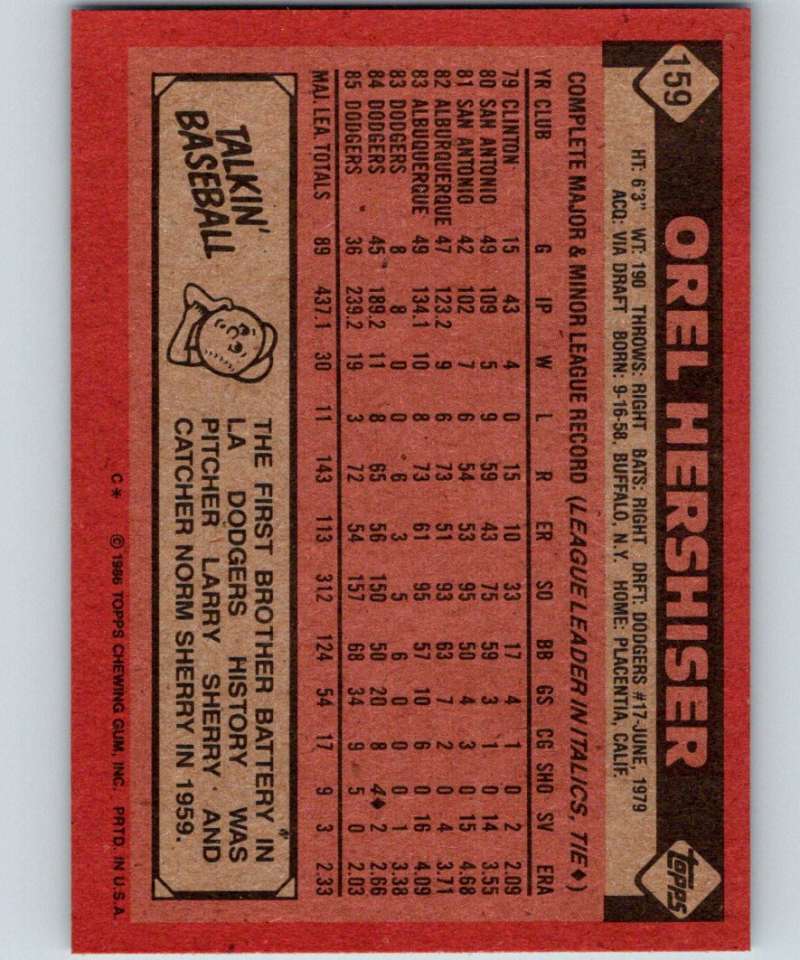 159
OREL HERSHISER
TOPPS
HT: 6'3" WT: 190 THROWS: RIGHT BATS: RIGHT DRFT: DODGERS #17-JUNE, 1979
ACQ: VIA DRAFT BORN: 9-16-58, BUFFALO, N.Y. HOME: PLACENTIA, CALIF.
COMPLETE MAJOR & MINOR LEAGUE RECORD (LEAGUE LEADER IN ITALICS, TIE♦)
YR CLUB G IP W L R ER SO BB GS CG SHO SV ERA
79 CLINTON 15 43 4 0 15 10 33 17 4 1 0 2 2.09
80 SAN ANTONIO 49 109 5 9 59 43 75 59 3 1 0 14 3.55
81 SAN ANTONIO 42 102 7 6 54 53 95 50 4 3 0 15 4.68
82 ALBURQUERQUE 47 123.2 9 6 73 51 93 63 7 2 0 4 3.71
83 ALBUQUERQUE 49 134.1 10 8 73 61 95 57 10 6 0 16 4.09
83 DODGERS 8 8 0 0 6 3 5 6 0 0 0 1 3.38
84 DODGERS 45 189.2 11 8 65 56 150 50 20 8 4♦ 2 2.66
85 DODGERS 36 239.2 19 3 72 54 157 68 34 9 5 0 2.03
MAJ. LEA TOTALS 89 437.1 30 11 143 113 312 124 54 17 9 3 2.33
TALKIN'
BASEBALL
THE FIRST BROTHER BATTERY IN
LA DODGERS HISTORY WAS
PITCHER LARRY SHERRY AND
CATCHER NORM SHERRY IN 1959.
C* © 1986 TOPPS CHEWING GUM, INC. PRTD. IN U.S.A.